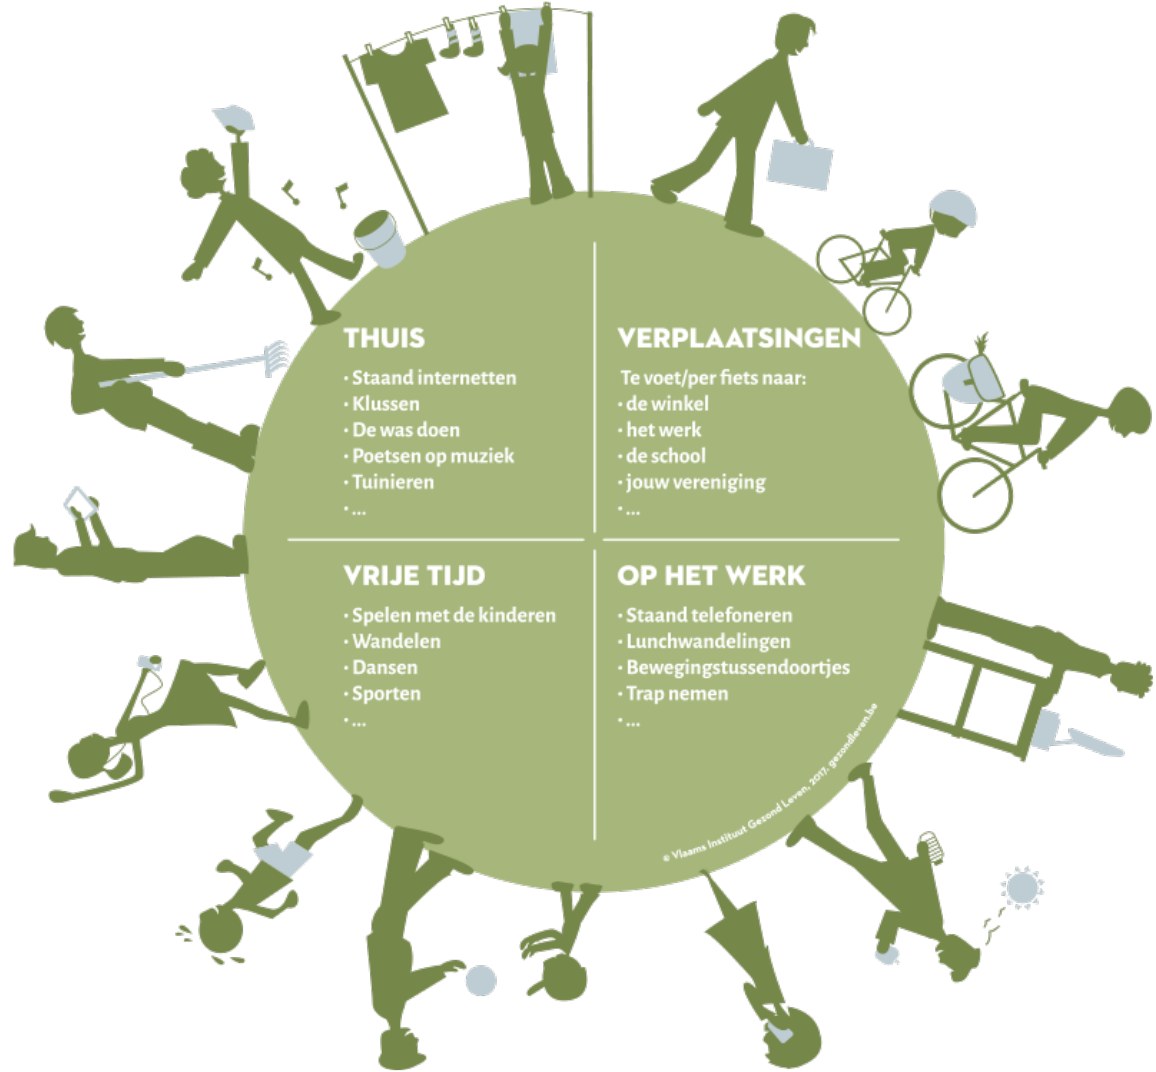 THUIS
· Staand internetten
· Klussen
· De was doen
· Poetsen op muziek
· Tuinieren
· ...
VERPLAATSINGEN
Te voet/per fiets naar:
· de winkel
· het werk
· de school
· jouw vereniging
· ...
VRIJE TIJD
· Spelen met de kinderen
· Wandelen
· Dansen
· Sporten
· ...
OP HET WERK
· Staand telefoneren
· Lunchwandelingen
· Bewegingstussendoortjes
· Trap nemen
· ...
© Vlaams Instituut Gezond Leven, 2017. gezondleven.be